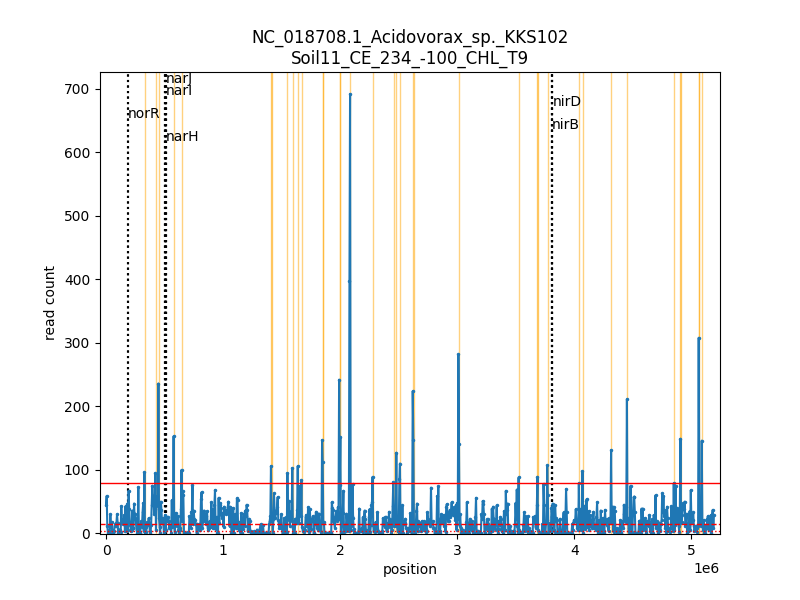 NC_018708.1_Acidovorax_sp._KKS102
Soil11_CE_234_-100_CHL_T9
narJ
narI
norR
narH
nirD
nirB
read count
700
600
500
400
300
200
100
0
0 1 2 3 4 5
1e6
position